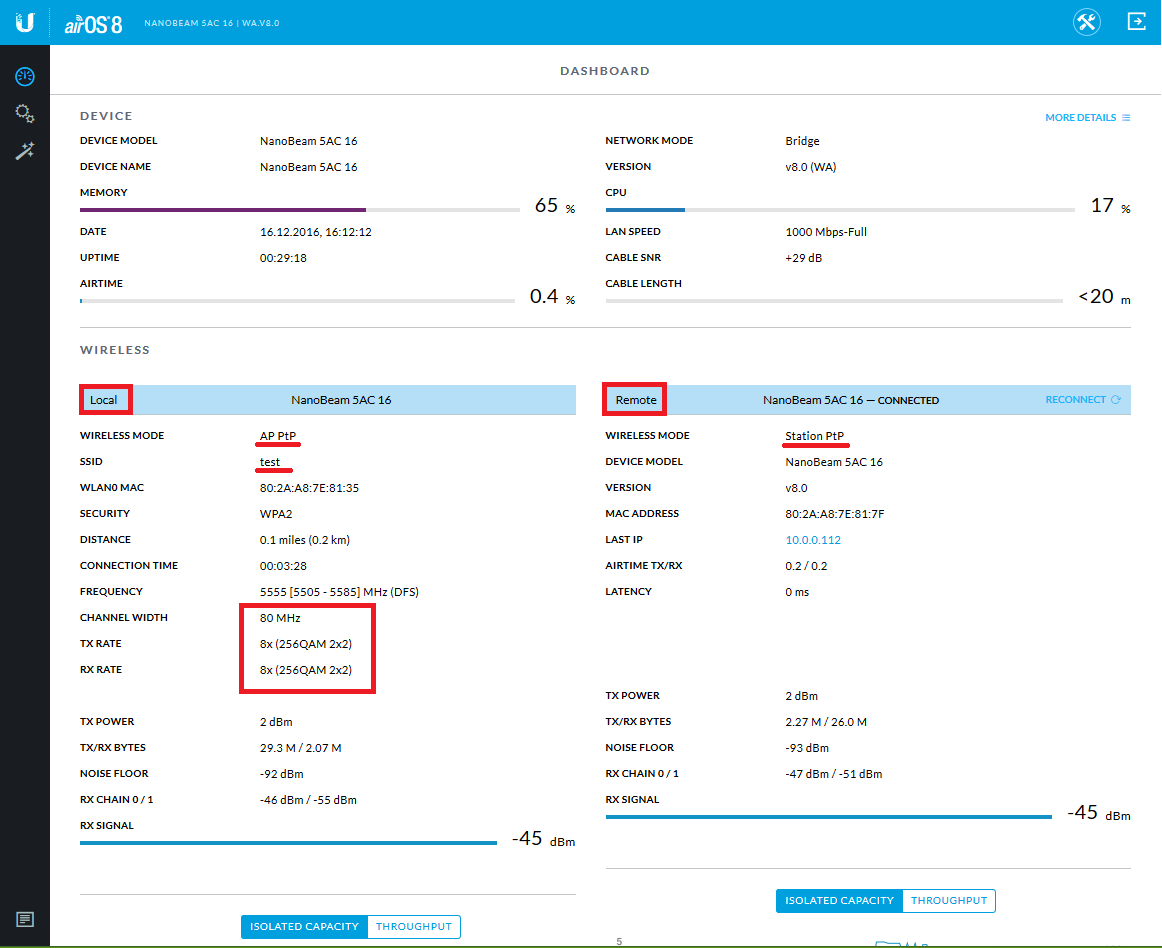 airOS 8 NANOBEAM 5AC 16 | WA.V8.0
DASHBOARD
DEVICE
MORE DETAILS
DEVICE MODEL NanoBeam 5AC 16
DEVICE NAME NanoBeam 5AC 16
MEMORY 65 %
DATE 16.12.2016, 16:12:12
UPTIME 00:29:18
AIRTIME 0.4 %
NETWORK MODE Bridge
VERSION v8.0 (WA)
CPU 17 %
LAN SPEED 1000 Mbps-Full
CABLE SNR +29 dB
CABLE LENGTH <20 m
WIRELESS
Local NanoBeam 5AC 16
WIRELESS MODE AP PtP
SSID test
WLAN0 MAC 80:2A:A8:7E:81:35
SECURITY WPA2
DISTANCE 0.1 miles (0.2 km)
CONNECTION TIME 00:03:28
FREQUENCY 5555 [5505 - 5585] MHz (DFS)
CHANNEL WIDTH 80 MHz
TX RATE 8x (256QAM 2x2)
RX RATE 8x (256QAM 2x2)
TX POWER 2 dBm
TX/RX BYTES 29.3 M / 2.07 M
NOISE FLOOR -92 dBm
RX CHAIN 0 / 1 -46 dBm / -55 dBm
RX SIGNAL -45 dBm
ISOLATED CAPACITY THROUGHPUT
Remote NanoBeam 5AC 16 — CONNECTED RECONNECT
WIRELESS MODE Station PtP
DEVICE MODEL NanoBeam 5AC 16
VERSION v8.0
MAC ADDRESS 80:2A:A8:7E:81:7F
LAST IP 10.0.0.112
AIRTIME TX/RX 0.2 / 0.2
LATENCY 0 ms
TX POWER 2 dBm
TX/RX BYTES 2.27 M / 26.0 M
NOISE FLOOR -93 dBm
RX CHAIN 0 / 1 -47 dBm / -51 dBm
RX SIGNAL -45 dBm
ISOLATED CAPACITY THROUGHPUT
5